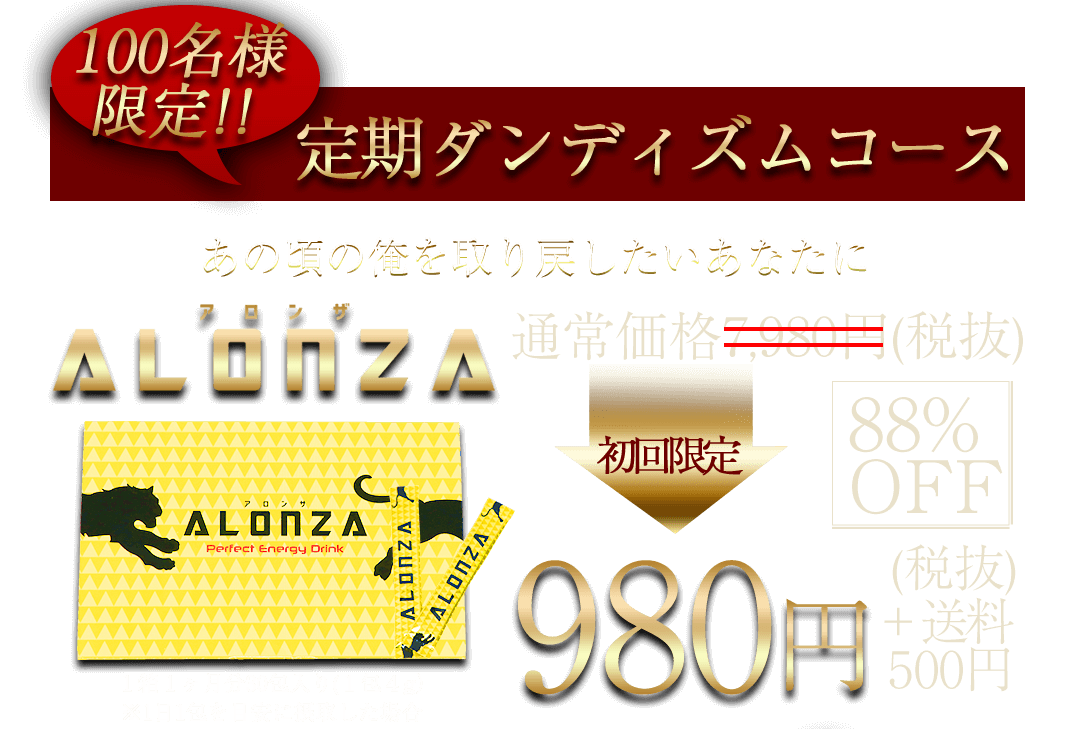 100名様
限定!!
定期ダンディズムコース
あの頃の俺を取り戻したいあなたに
アロンザ
ALONZA
通常価格7,980円(税抜)
初回限定
88%
OFF
アロンザ
ALONZA
Perfect Energy Drink
ALONZA
ALONZA
980円
(税抜)
+送料
500円